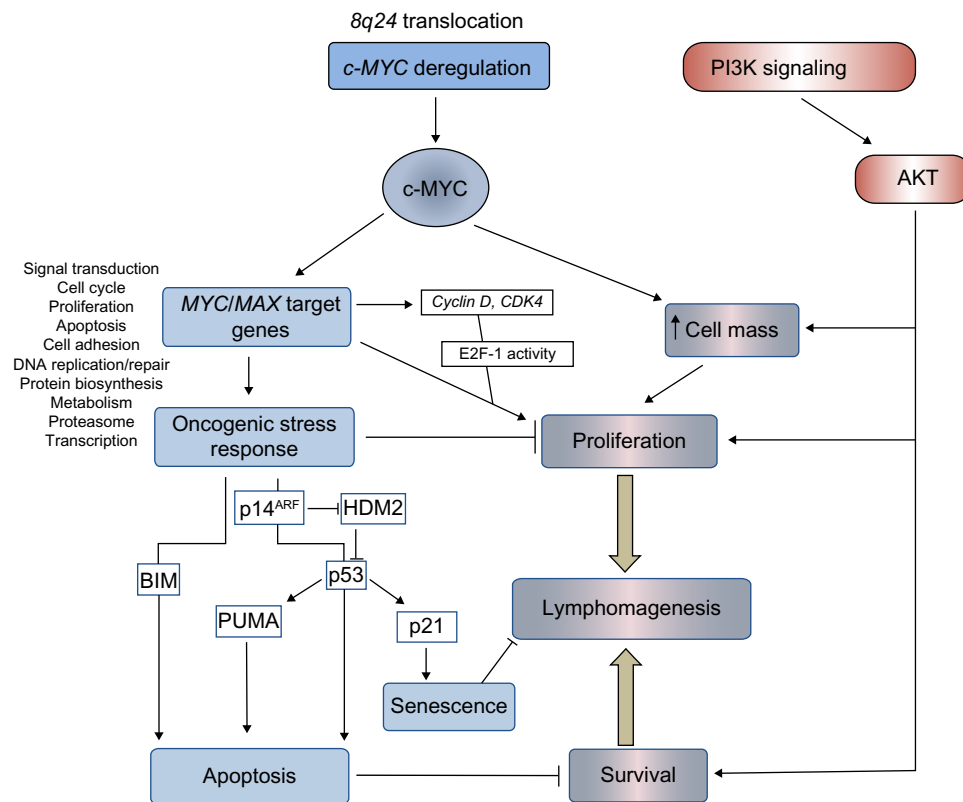 8q24 translocation
c-MYC deregulation
PI3K signaling
c-MYC
AKT
Signal transduction
Cell cycle
Proliferation
Apoptosis
Cell adhesion
DNA replication/repair
Protein biosynthesis
Metabolism
Proteasome
Transcription
MYC/MAX target
genes
Cyclin D, CDK4
E2F-1 activity
Cell mass
Oncogenic stress
response
Proliferation
p14ARF
HDM2
BIM
p53
PUMA
p21
Lymphomagenesis
Senescence
Apoptosis
Survival